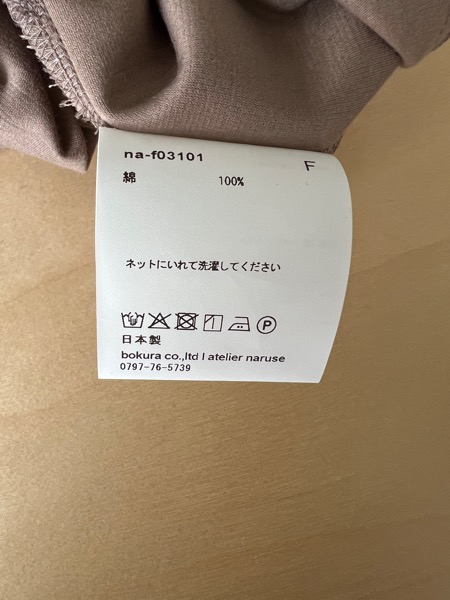 na-f03101
F
綿 100%
ネットにいれて洗濯してください
P
日本製
bokura co.,ltd l atelier naruse
0797-76-5739